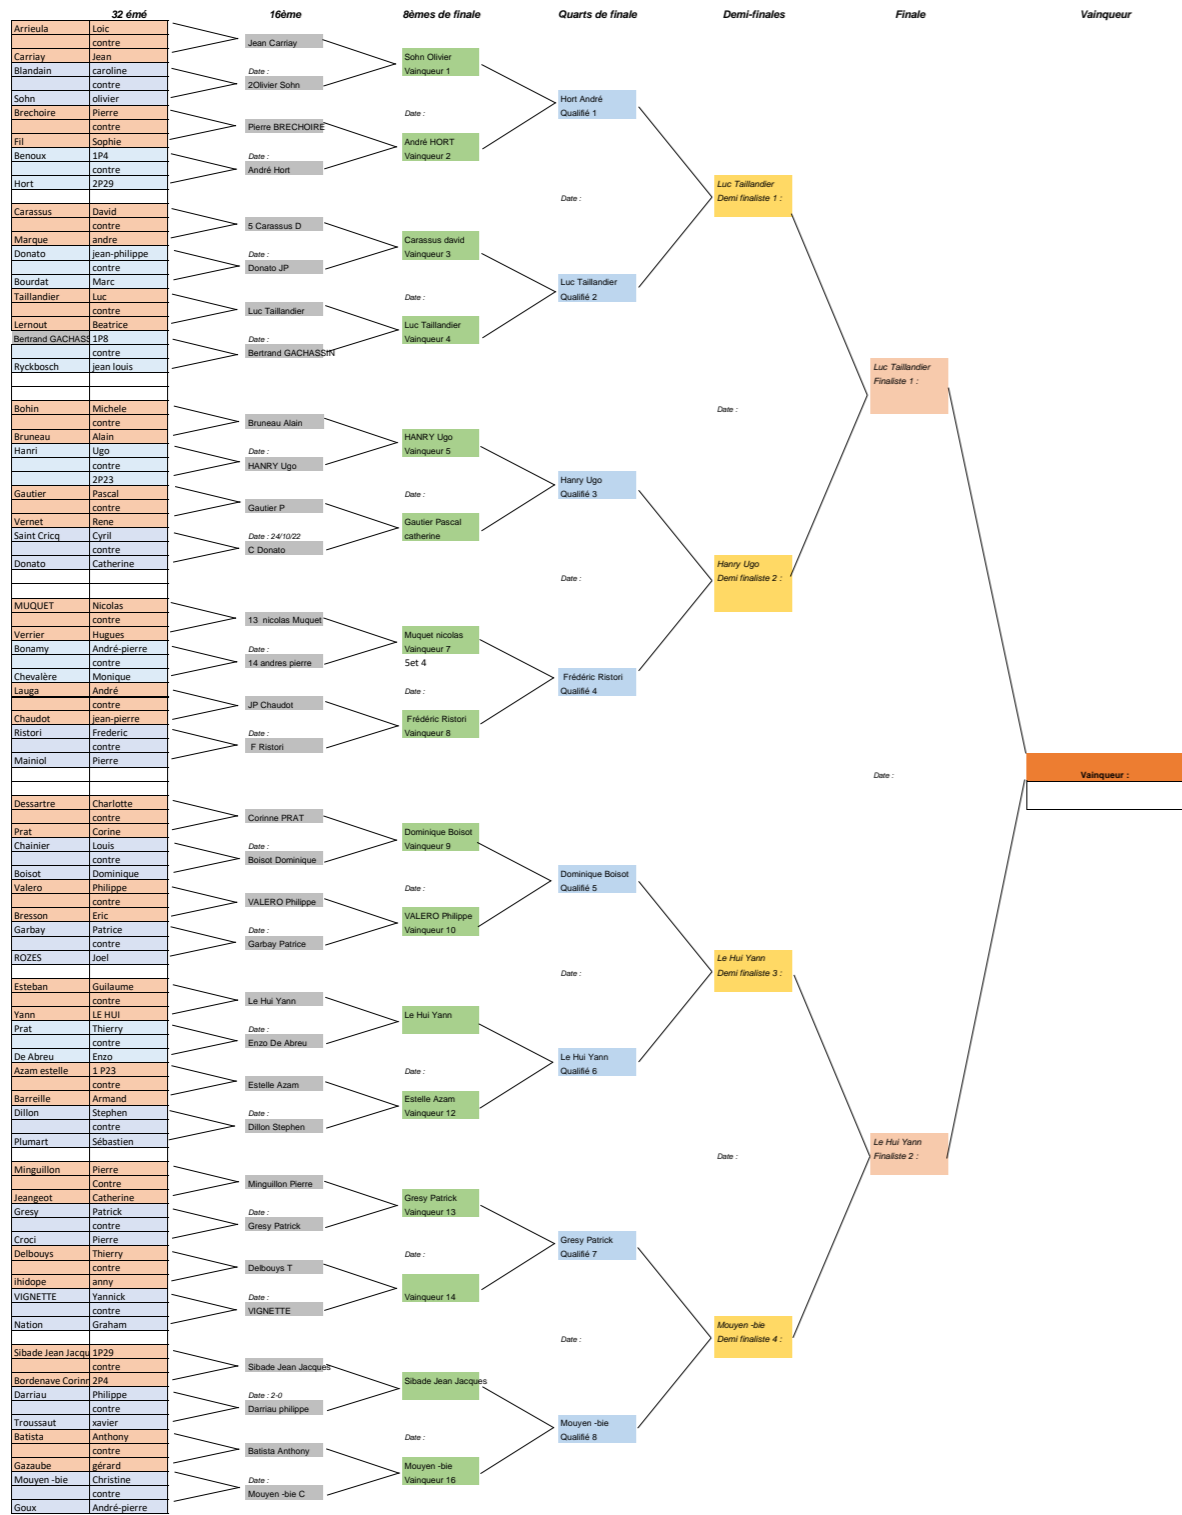 32 émé 16ème 8èmes de finale Quarts de finale Demi-finales Finale Vainqueur
Arrieula Loic
contre
Carriay Jean
Blandain caroline
contre
Sohn olivier
Brechoire Pierre
contre
Fil Sophie
Benoux 1P4
contre
Hort 2P29
Carassus David
contre
Marque andre
Donato jean-philippe
contre
Bourdat Marc
Taillandier Luc
contre
Lernout Beatrice
Bertrand GACHASS 1P8
contre
Ryckbosch jean louis
Bohin Michele
contre
Bruneau Alain
Hanri Ugo
contre
2P23
Gautier Pascal
contre
Vernet Rene
Saint Cricq Cyril
contre
Donato Catherine
MUQUET Nicolas
contre
Verrier Hugues
Bonamy André-pierre
contre
Chevalère Monique
Lauga André
contre
Chaudot jean-pierre
Ristori Frederic
contre
Mainiol Pierre
Dessartre Charlotte
contre
Prat Corine
Chainier Louis
contre
Boisot Dominique
Valero Philippe
contre
Bresson Eric
Garbay Patrice
contre
ROZES Joel
Esteban Guilaume
contre
Yann LE HUI
Prat Thierry
contre
De Abreu Enzo
Azam estelle 1 P23
contre
Barreille Armand
Dillon Stephen
contre
Plumart Sébastien
Minguillon Pierre
Contre
Jeangeot Catherine
Gresy Patrick
contre
Croci Pierre
Delbouys Thierry
contre
ihidope anny
VIGNETTE Yannick
contre
Nation Graham
Sibade Jean Jacqu 1P29
contre
Bordenave Corinn 2P4
Darriau Philippe
contre
Troussaut xavier
Batista Anthony
contre
Gazaube gérard
Mouyen -bie Christine
contre
Goux André-pierre
Jean Carriay
Date :
2Olivier Sohn
Pierre BRECHOIRE
Date :
André Hort
5 Carassus D
Date :
Donato JP
Luc Taillandier
Date :
Bertrand GACHASSIN
Bruneau Alain
Date :
HANRY Ugo
Gautier P
Date : 24/10/22
C Donato
13 nicolas Muquet
Date :
14 andres pierre
JP Chaudot
Date :
F Ristori
Corinne PRAT
Date :
Boisot Dominique
VALERO Philippe
Date :
Garbay Patrice
Le Hui Yann
Date :
Enzo De Abreu
Estelle Azam
Date :
Dillon Stephen
Minguillon Pierre
Date :
Gresy Patrick
Delbouys T
Date :
VIGNETTE
Sibade Jean Jacques
Date : 2-0
Darriau philippe
Batista Anthony
Date :
Mouyen -bie C
Sohn Olivier
Vainqueur 1
Date :
André HORT
Vainqueur 2
Carassus david
Vainqueur 3
Date :
Luc Taillandier
Vainqueur 4
HANRY Ugo
Vainqueur 5
Date :
Gautier Pascal
catherine
Muquet nicolas
Vainqueur 7
5et 4
Date :
Frédéric Ristori
Vainqueur 8
Dominique Boisot
Vainqueur 9
Date :
VALERO Philippe
Vainqueur 10
Le Hui Yann
Date :
Estelle Azam
Vainqueur 12
Gresy Patrick
Vainqueur 13
Date :
Vainqueur 14
Sibade Jean Jacques
Date :
Mouyen -bie
Vainqueur 16
Hort André
Qualifié 1
Date :
Luc Taillandier
Qualifié 2
Hanry Ugo
Qualifié 3
Date :
Frédéric Ristori
Qualifié 4
Dominique Boisot
Qualifié 5
Date :
Le Hui Yann
Qualifié 6
Gresy Patrick
Qualifié 7
Date :
Mouyen -bie
Qualifié 8
Luc Taillandier
Demi finaliste 1 :
Date :
Hanry Ugo
Demi finaliste 2 :
Le Hui Yann
Demi finaliste 3 :
Date :
Mouyen -bie
Demi finaliste 4 :
Luc Taillandier
Finaliste 1 :
Date :
Le Hui Yann
Finaliste 2 :
Vainqueur :